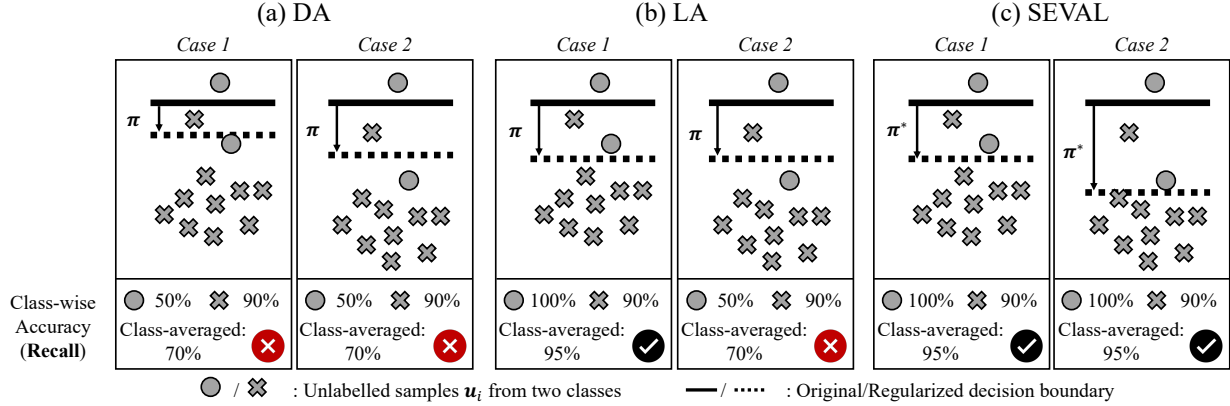 (a) DA
(b) LA
(c) SEVAL
Case 1
Case 2
Case 1
Case 2
Case 1
Case 2
π
π
π
π
π*
π*
Class-wise
Accuracy
(Recall)
50% 90%
Class-averaged:
70%
50% 90%
Class-averaged:
70%
100% 90%
Class-averaged:
95%
50% 90%
Class-averaged:
70%
100% 90%
Class-averaged:
95%
100% 90%
Class-averaged:
95%
/ : Unlabelled samples uᵢ from two classes
/ : Original/Regularized decision boundary